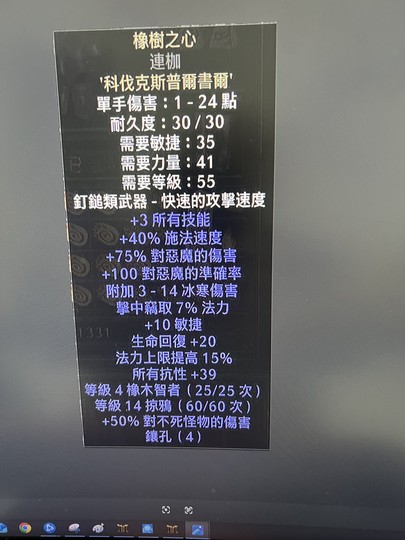 橡樹之心
連枷
'科伐克斯普爾書爾'
單手傷害：1 - 24 點
耐久度：30 / 30
需要敏捷：35
需要力量：41
需要等級：55
釘鎚類武器 - 快速的攻擊速度
+3 所有技能
+40% 施法速度
+75% 對惡魔的傷害
+100 對惡魔的準確率
附加 3 - 14 冰寒傷害
擊中竊取 7% 法力
+10 敏捷
生命回復 +20
法力上限提高 15%
所有抗性 +39
等級 4 橡木智者（25/25 次）
等級 14 掠鴉（60/60 次）
+50% 對不死怪物的傷害
鑲孔（4）
1331